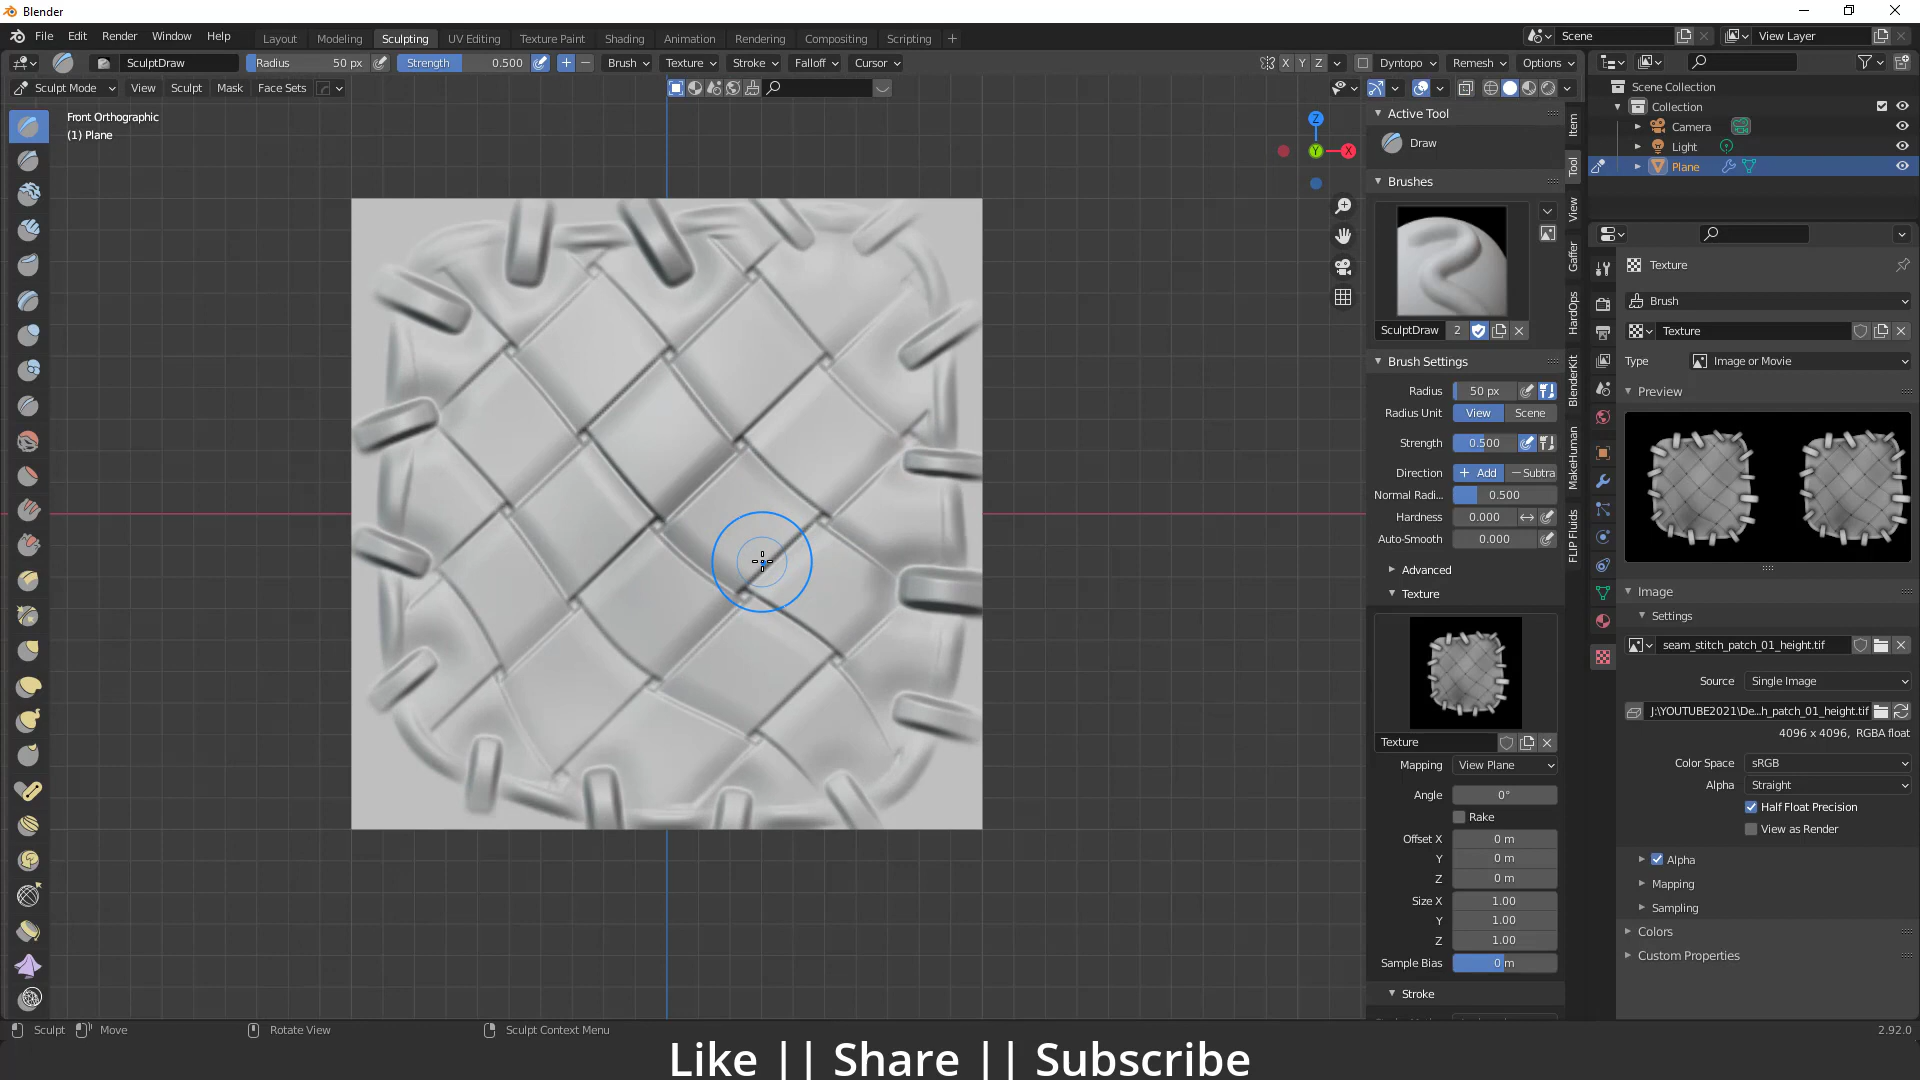 Blender
File Edit Render Window Help
Layout Modeling Sculpting UV Editing Texture Paint Shading Animation Rendering Compositing Scripting +
Scene
View Layer
SculptDraw
Radius 50 px
Strength 0.500
+ −
Brush Texture Stroke Falloff Cursor
X Y Z
Dyntopo Remesh Options
Sculpt Mode View Sculpt Mask Face Sets
Front Orthographic
(1) Plane
Z
Y
X
Item
Tool
View
Gaffer
HardOps
BlenderKit
MakeHuman
FLIP Fluids
Active Tool
Draw
Brushes
SculptDraw 2
Brush Settings
Radius 50 px
Radius Unit View Scene
Strength 0.500
Direction + Add − Subtra
Normal Radi... 0.500
Hardness 0.000
Auto-Smooth 0.000
Advanced
Texture
Texture
Mapping View Plane
Angle 0°
Rake
Offset X 0 m
Y 0 m
Z 0 m
Size X 1.00
Y 1.00
Z 1.00
Sample Bias 0 m
Stroke
Scene Collection
Collection
Camera
Light
Plane
Texture
Brush
Texture
Type Image or Movie
Preview
Image
Settings
seam_stitch_patch_01_height.tif
Source Single Image
J:\YOUTUBE2021\De...h_patch_01_height.tif
4096 x 4096, RGBA float
Color Space sRGB
Alpha Straight
Half Float Precision
View as Render
Alpha
Mapping
Sampling
Colors
Custom Properties
Sculpt Move Rotate View Sculpt Context Menu 2.92.0
Like || Share || Subscribe